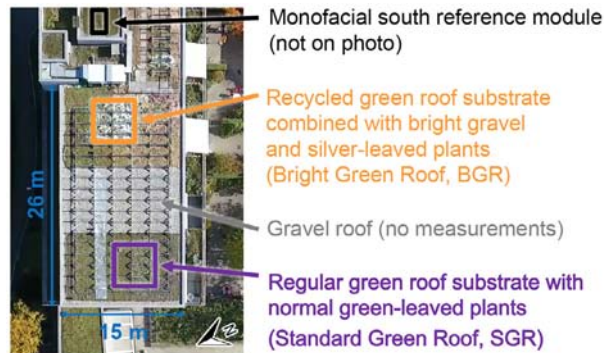 Monofacial south reference module
(not on photo)
Recycled green roof substrate
combined with bright gravel
and silver-leaved plants
(Bright Green Roof, BGR)
26 m
Gravel roof (no measurements)
Regular green roof substrate with
normal green-leaved plants
(Standard Green Roof, SGR)
15 m
Z